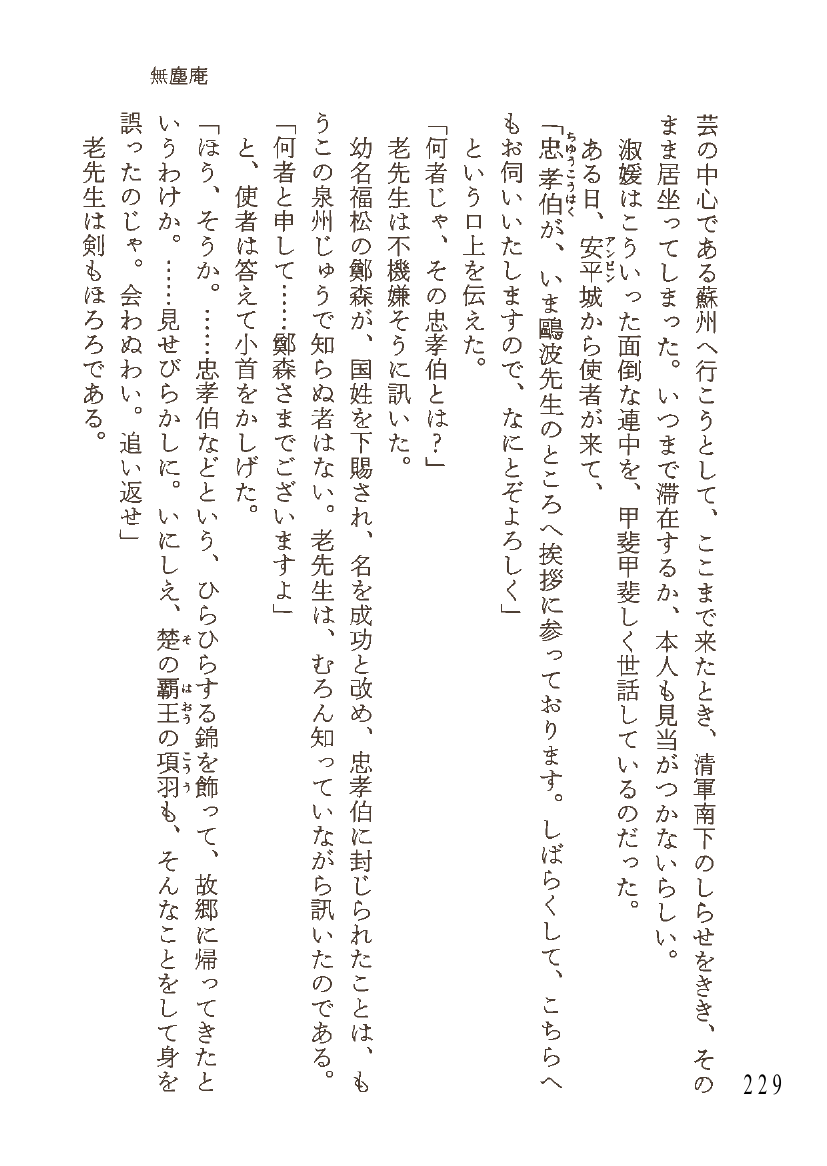 無塵庵
芸の中心である蘇州へ行こうとして、ここまで来たとき、清軍南下のしらせをきき、その
まま居坐ってしまった。いつまで滞在するか、本人も見当がつかないらしい。
淑媛はこういった面倒な連中を、甲斐甲斐しく世話しているのだった。
ある日、安平城から使者が来て、
アンピン
「忠孝伯が、いま鷗波先生のところへ挨拶に参っております。しばらくして、こちらへ
ちゅうこうはく
もお伺いいたしますので、なにとぞよろしく」
という口上を伝えた。
「何者じゃ、その忠孝伯とは？」
老先生は不機嫌そうに訊いた。
幼名福松の鄭森が、国姓を下賜され、名を成功と改め、忠孝伯に封じられたことは、も
うこの泉州じゅうで知らぬ者はない。老先生は、むろん知っていながら訊いたのである。
「何者と申して……鄭森さまでございますよ」
と、使者は答えて小首をかしげた。
「ほう、そうか。……忠孝伯などという、ひらひらする錦を飾って、故郷に帰ってきたと
いうわけか。……見せびらかしに。いにしえ、楚の覇王の項羽も、そんなことをして身を
そ はおう こうう
誤ったのじゃ。会わぬわい。追い返せ」
老先生は剣もほろろである。
229